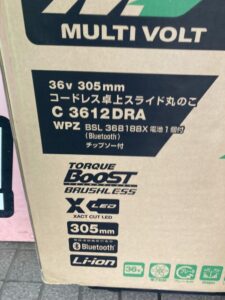 MULTI VOLT
36v 305mm
コードレス卓上スライド丸のこ
C 3612DRA
WPZ BSL 36B18BX 電池1個付
(Bluetooth)
チップソー付
TORQUE
BOOST
BRUSHLESS
X LED
XACT CUT LED
305mm
Bluetooth
Li-ion
36V